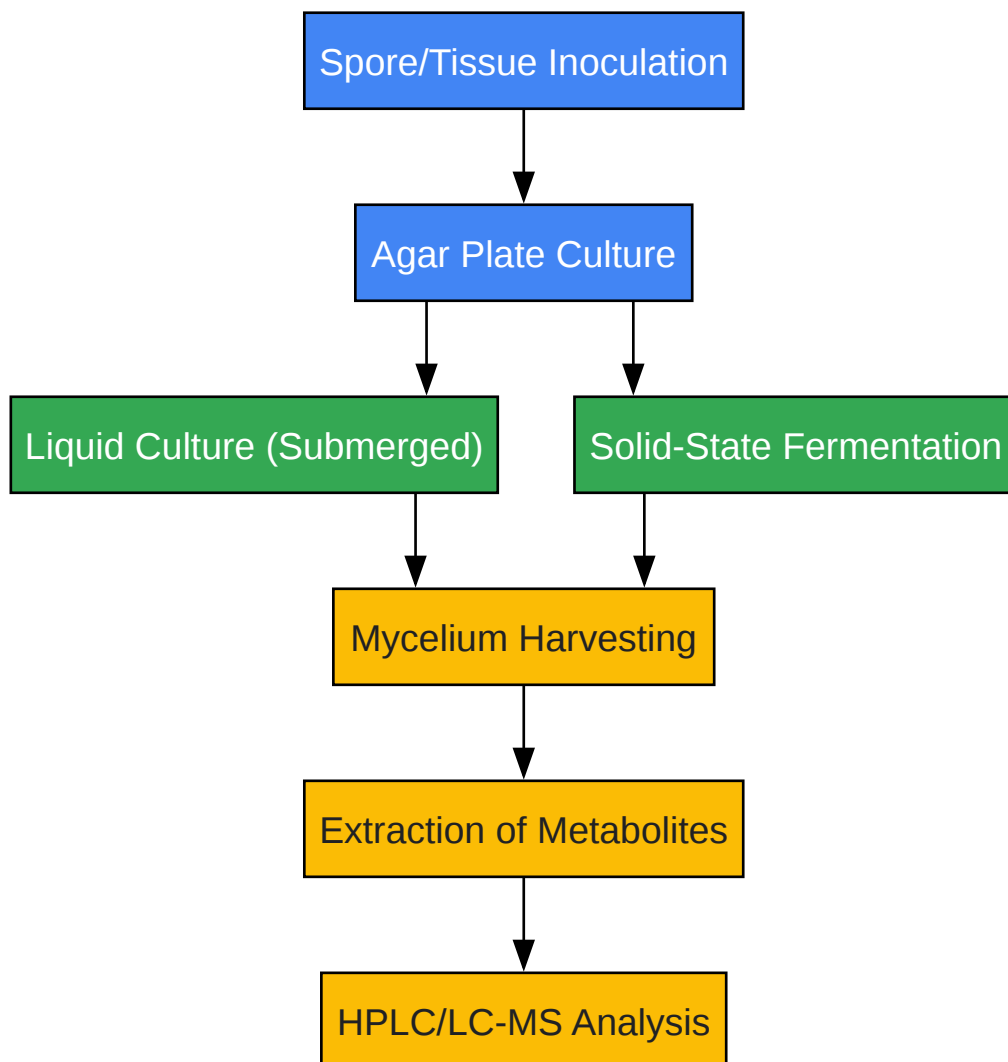 Spore/Tissue Inoculation
Agar Plate Culture
Liquid Culture (Submerged)
Solid-State Fermentation
Mycelium Harvesting
Extraction of Metabolites
HPLC/LC-MS Analysis